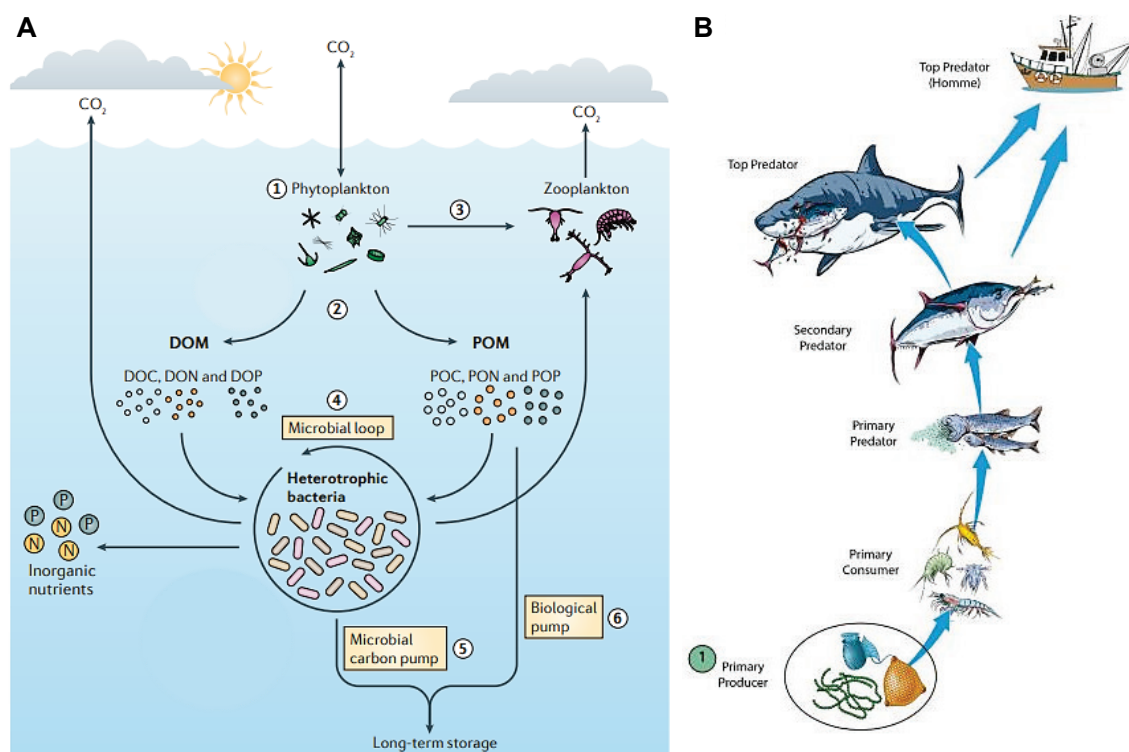 A
CO2
CO2
CO2
1 Phytoplankton
Zooplankton
3
2
DOM
POM
DOC, DON and DOP
POC, PON and POP
4
Microbial loop
Heterotrophic
bacteria
P
P
N
N
N
Inorganic
nutrients
Microbial
carbon pump
5
Biological
pump
6
Long-term storage
B
Top Predator
(Homme)
Top Predator
Secondary
Predator
Primary
Predator
Primary
Consumer
1
Primary
Producer